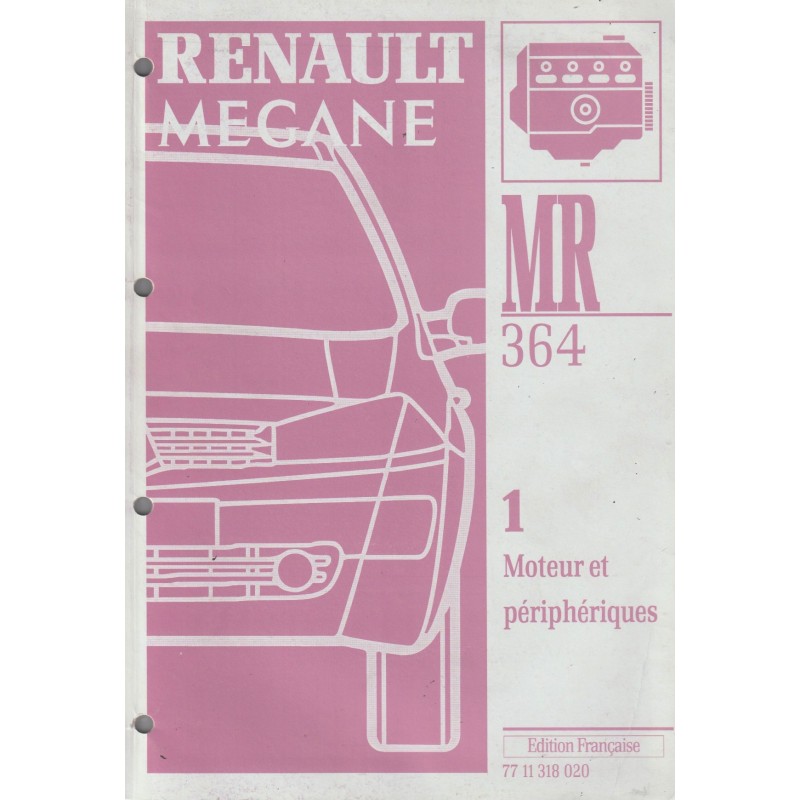 RENAULT
MEGANE
MR
364
1
Moteur et
périphériques
Edition Française
77 11 318 020